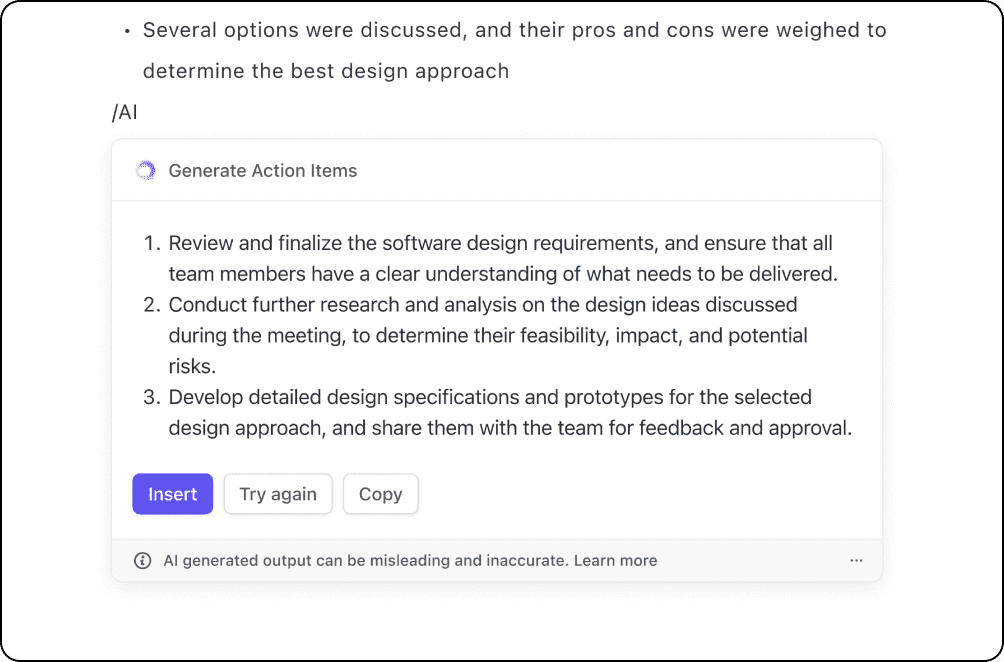 • Several options were discussed, and their pros and cons were weighed to
determine the best design approach
/AI
Generate Action Items
1. Review and finalize the software design requirements, and ensure that all
team members have a clear understanding of what needs to be delivered.
2. Conduct further research and analysis on the design ideas discussed
during the meeting, to determine their feasibility, impact, and potential
risks.
3. Develop detailed design specifications and prototypes for the selected
design approach, and share them with the team for feedback and approval.
Insert Try again Copy
AI generated output can be misleading and inaccurate. Learn more ...